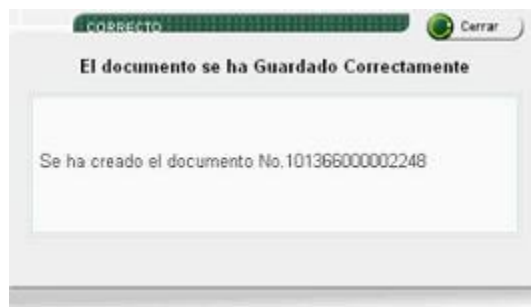 CORRECTO
Cerrar
El documento se ha Guardado Correctamente
Se ha creado el documento No.101366000002248